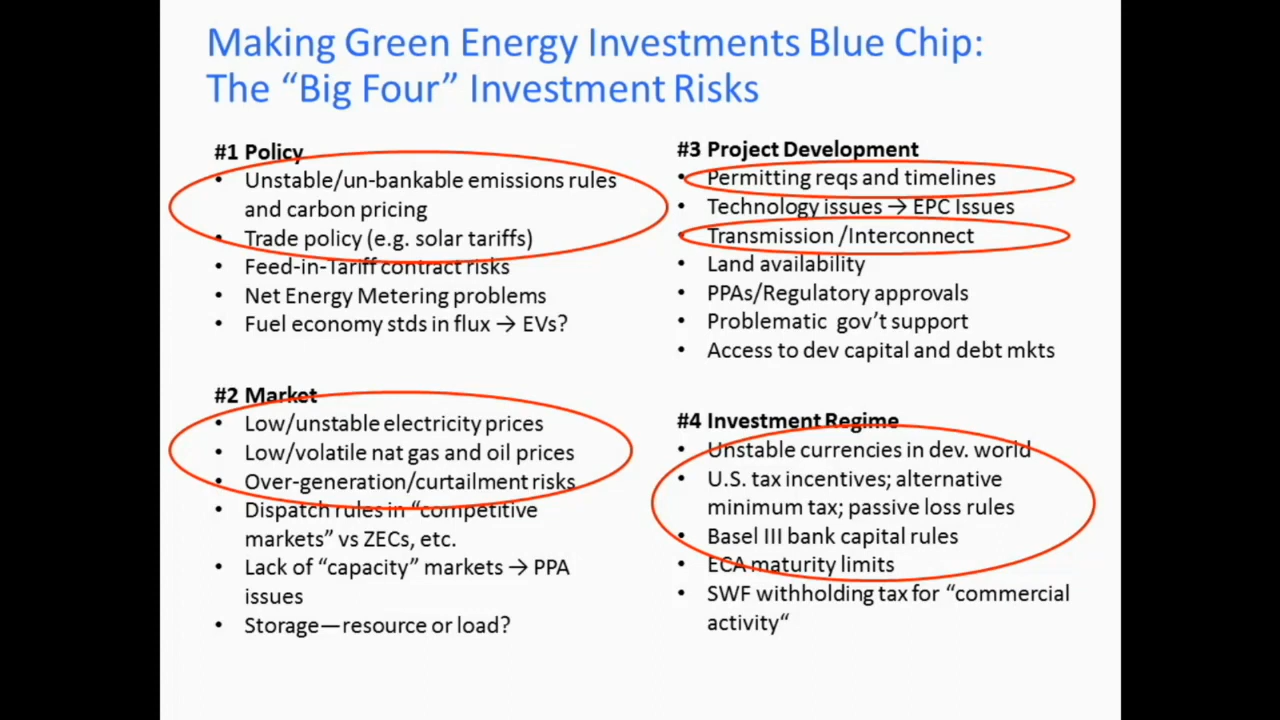 Making Green Energy Investments Blue Chip:
The “Big Four” Investment Risks
#1 Policy
• Unstable/un-bankable emissions rules
and carbon pricing
• Trade policy (e.g. solar tariffs)
• Feed-in-Tariff contract risks
• Net Energy Metering problems
• Fuel economy stds in flux → EVs?
#2 Market
• Low/unstable electricity prices
• Low/volatile nat gas and oil prices
• Over-generation/curtailment risks
• Dispatch rules in “competitive
markets” vs ZECs, etc.
• Lack of “capacity” markets → PPA
issues
• Storage—resource or load?
#3 Project Development
• Permitting reqs and timelines
• Technology issues → EPC Issues
• Transmission /Interconnect
• Land availability
• PPAs/Regulatory approvals
• Problematic gov’t support
• Access to dev capital and debt mkts
#4 Investment Regime
• Unstable currencies in dev. world
• U.S. tax incentives; alternative
minimum tax; passive loss rules
• Basel III bank capital rules
• ECA maturity limits
• SWF withholding tax for “commercial
activity“